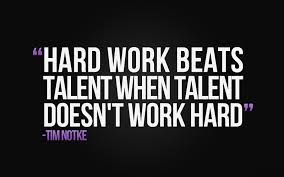 “HARD WORK BEATS
TALENT WHEN TALENT
DOESN'T WORK HARD”
-TIM NOTKE